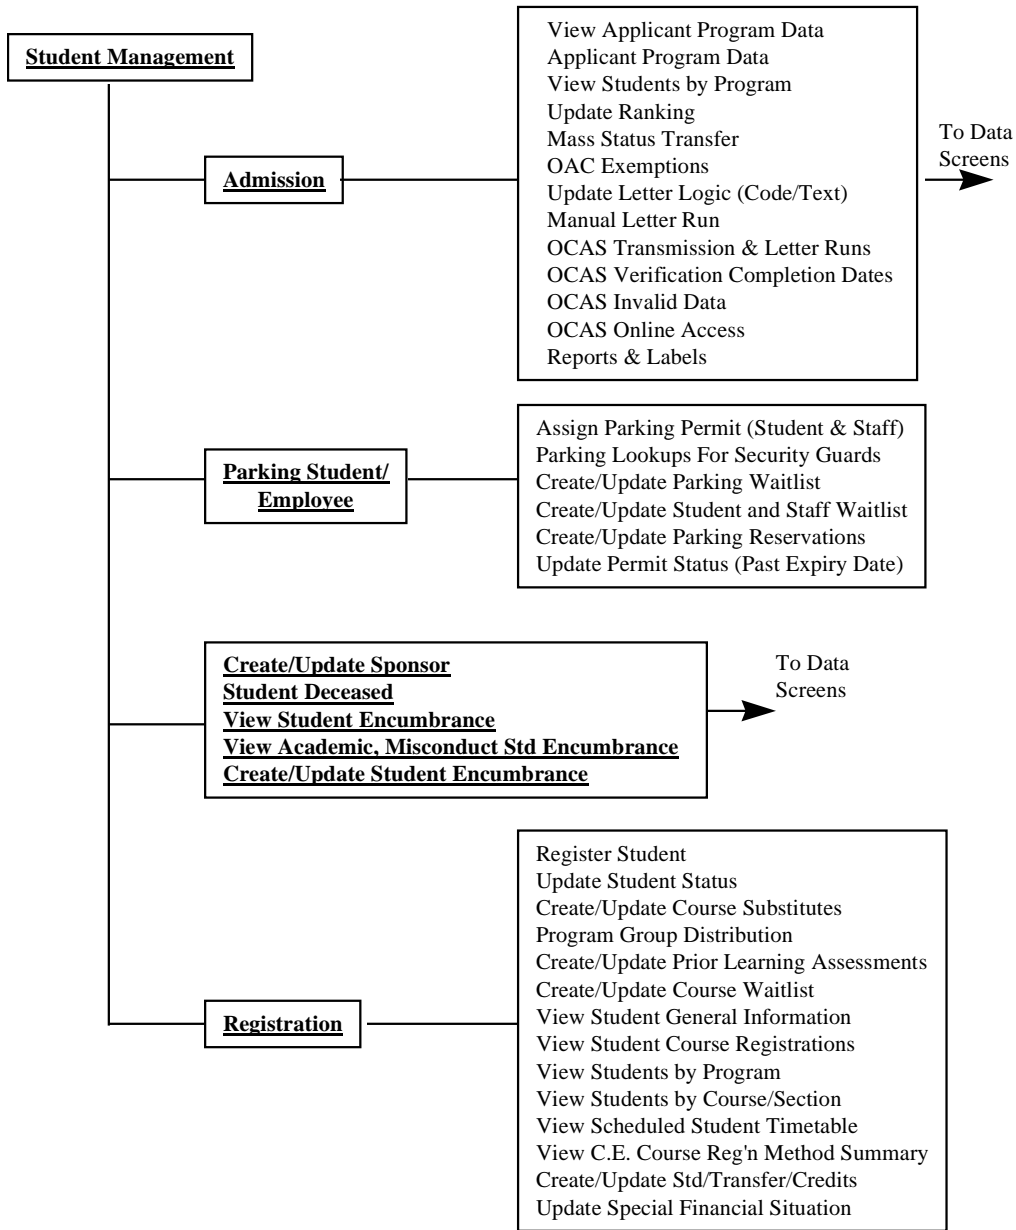 Student Management
Admission
View Applicant Program Data
Applicant Program Data
View Students by Program
Update Ranking
Mass Status Transfer
OAC Exemptions
Update Letter Logic (Code/Text)
Manual Letter Run
OCAS Transmission & Letter Runs
OCAS Verification Completion Dates
OCAS Invalid Data
OCAS Online Access
Reports & Labels
To Data
Screens
Parking Student/
Employee
Assign Parking Permit (Student & Staff)
Parking Lookups For Security Guards
Create/Update Parking Waitlist
Create/Update Student and Staff Waitlist
Create/Update Parking Reservations
Update Permit Status (Past Expiry Date)
Create/Update Sponsor
Student Deceased
View Student Encumbrance
View Academic, Misconduct Std Encumbrance
Create/Update Student Encumbrance
To Data
Screens
Registration
Register Student
Update Student Status
Create/Update Course Substitutes
Program Group Distribution
Create/Update Prior Learning Assessments
Create/Update Course Waitlist
View Student General Information
View Student Course Registrations
View Students by Program
View Students by Course/Section
View Scheduled Student Timetable
View C.E. Course Reg'n Method Summary
Create/Update Std/Transfer/Credits
Update Special Financial Situation